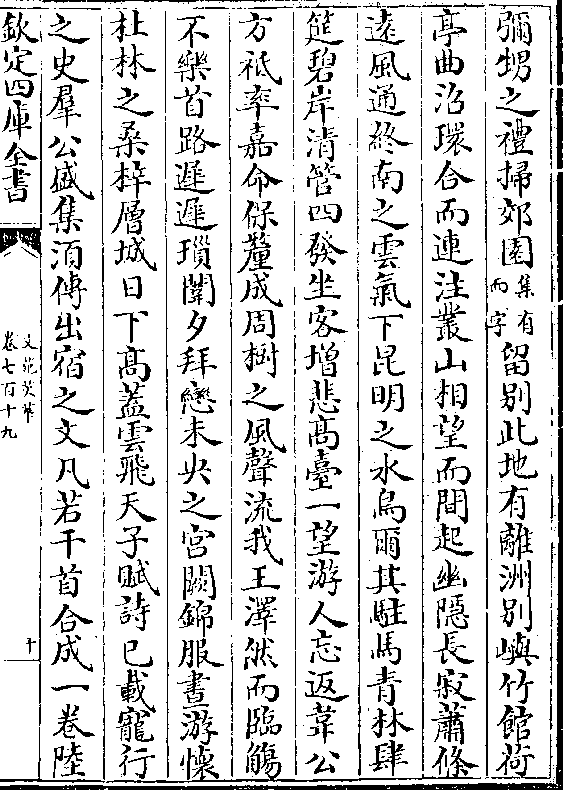 彌甥之禮掃郊園集有而字留別此地有離洲別嶼竹館荷
亭曲沼環合而連注叢山相望而間起幽隱長寂蕭條
遠風通終南之雲氣下昆明之水鳥爾其駐馬青林肆
筵碧岸清管四發坐客增悲髙臺一望游人忘返韋公
方祇率嘉命保釐成周樹之風聲流我王澤然而臨觴
不樂首路遲遲瑣闈夕拜戀未央之宮闕錦服晝游懷
杜林之桑梓層城日下髙蓋雲飛天子賦詩已載寵行
之史羣公盛集須傳出宿之文凡若干首合成一卷陸
欽定四庫全書
文苑英華
卷七百十九
十